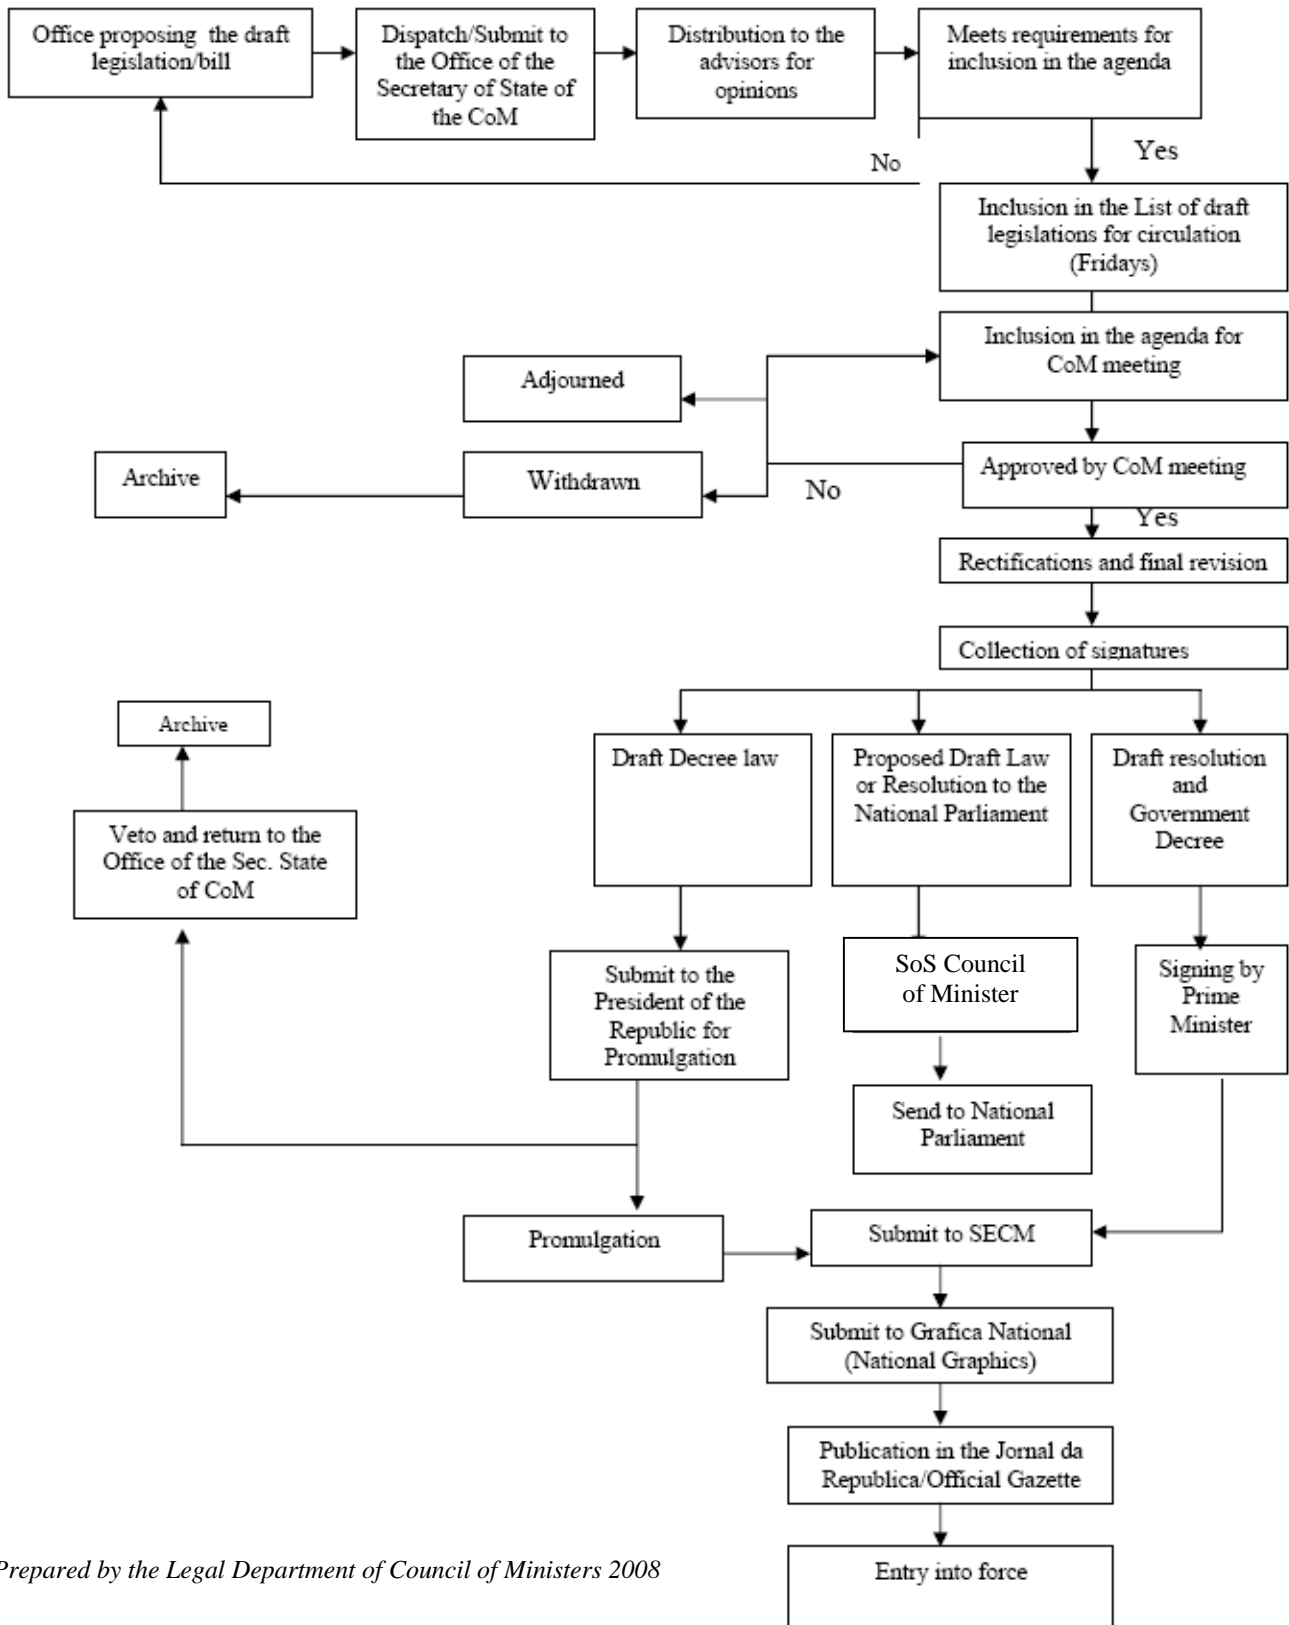 Office proposing the draft
legislation/bill
Dispatch/Submit to
the Office of the
Secretary of State of
the CoM
Distribution to the
advisors for
opinions
Meets requirements for
inclusion in the agenda
No
Yes
Inclusion in the List of draft
legislations for circulation
(Fridays)
Inclusion in the agenda for
CoM meeting
Adjourned
Archive
Withdrawn
No
Approved by CoM meeting
Yes
Rectifications and final revision
Collection of signatures
Archive
Draft Decree law
Proposed Draft Law
or Resolution to the
National Parliament
Draft resolution
and
Government
Decree
Veto and return to the
Office of the Sec. State
of CoM
Submit to the
President of the
Republic for
Promulgation
SoS Council
of Minister
Signing by
Prime
Minister
Send to National
Parliament
Promulgation
Submit to SECM
Submit to Grafica National
(National Graphics)
Publication in the Jornal da
Republica/Official Gazette
Prepared by the Legal Department of Council of Ministers 2008
Entry into force